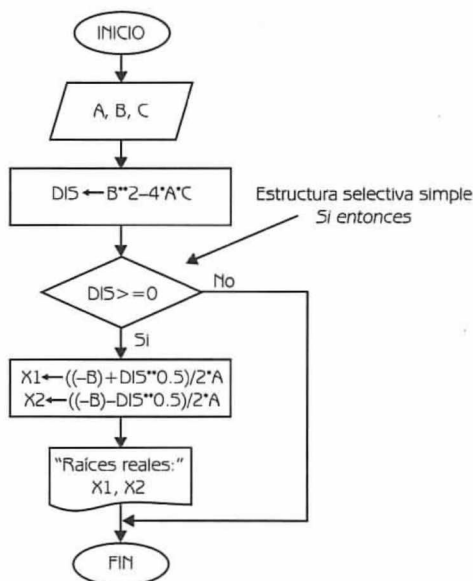 INICIO
A, B, C
DIS ← B**2–4*A*C
Estructura selectiva simple
Si entonces
DIS>=0
No
Si
X1←((–B)+DIS**0.5)/2*A
X2←((–B)–DIS**0.5)/2*A
“Raíces reales:”
X1, X2
FIN